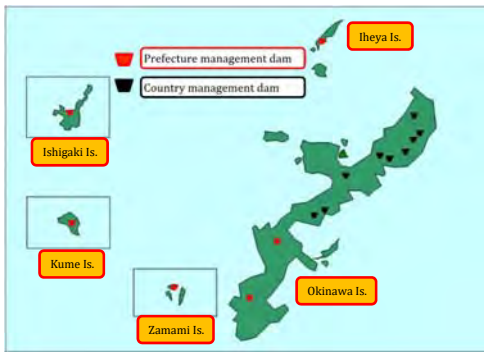 Iheya Is.
Prefecture management dam
Country management dam
Ishigaki Is.
Kume Is.
Okinawa Is.
Zamami Is.